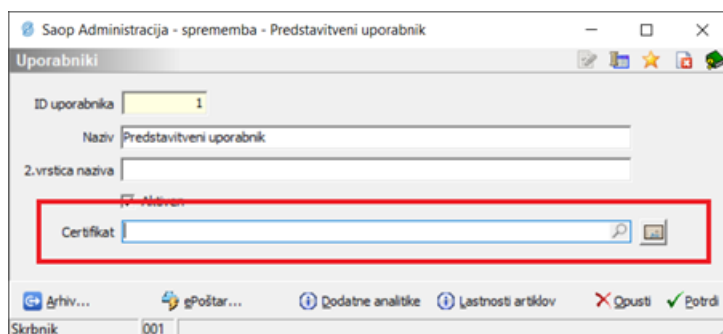 Saop Administracija - sprememba - Predstavitveni uporabnik
Uporabniki
ID uporabnika 1
Naziv Predstavitveni uporabnik
2.vrstica naziva
Aktiven
Certifikat
Arhiv... ePoštar... Dodatne analitike Lastnosti artiklov Opusti Potrdi
Skrbnik 001